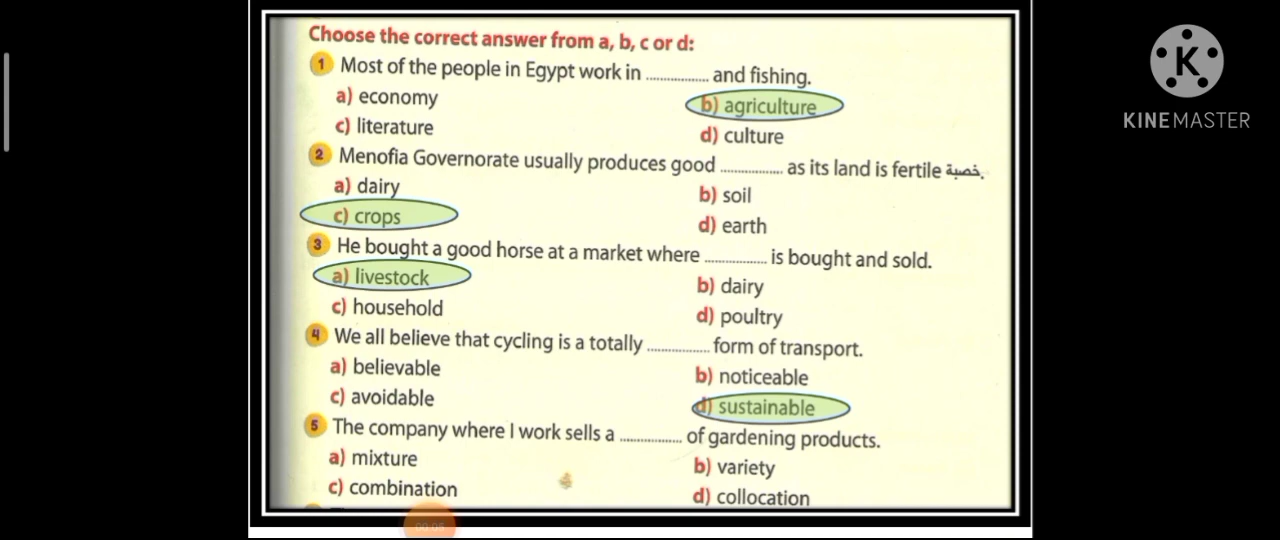 Choose the correct answer from a, b, c or d:
1 Most of the people in Egypt work in ................ and fishing.
a) economy b) agriculture
c) literature d) culture
2 Menofia Governorate usually produces good ................ as its land is fertile خصبة.
a) dairy b) soil
c) crops d) earth
3 He bought a good horse at a market where ................ is bought and sold.
a) livestock b) dairy
c) household d) poultry
4 We all believe that cycling is a totally ................ form of transport.
a) believable b) noticeable
c) avoidable d) sustainable
5 The company where I work sells a ................ of gardening products.
a) mixture b) variety
c) combination d) collocation
00:05
K
KINEMASTER